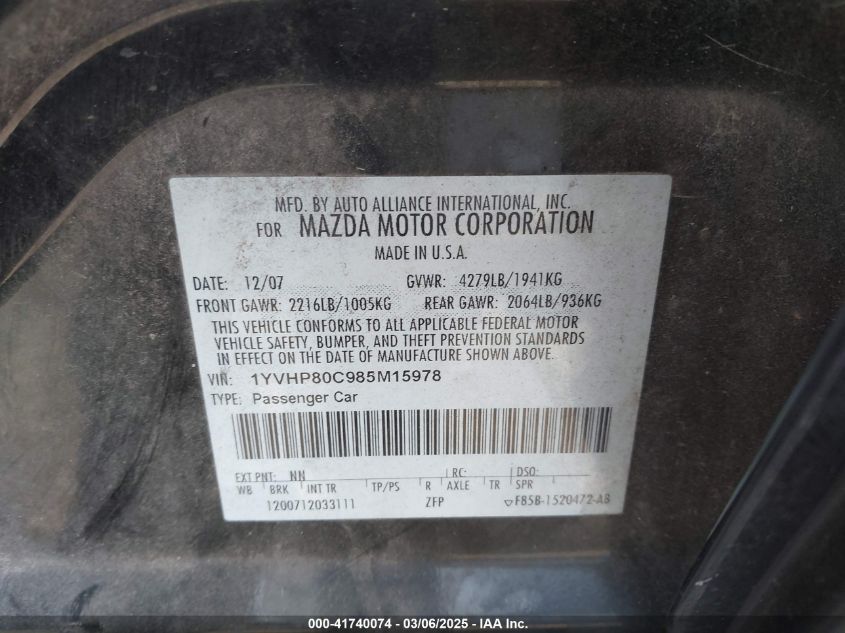 MFD. BY AUTO ALLIANCE INTERNATIONAL, INC.
FOR MAZDA MOTOR CORPORATION
MADE IN U.S.A.
DATE: 12/07 GVWR: 4279LB/1941KG
FRONT GAWR: 2216LB/1005KG REAR GAWR: 2064LB/936KG
THIS VEHICLE CONFORMS TO ALL APPLICABLE FEDERAL MOTOR
VEHICLE SAFETY, BUMPER, AND THEFT PREVENTION STANDARDS
IN EFFECT ON THE DATE OF MANUFACTURE SHOWN ABOVE.
VIN: 1YVHP80C985M15978
TYPE: Passenger Car
EXT PNT: NN RC: DSO:
WB BRK INT TR TP/PS R AXLE TR SPR
1200712033111 ZFP F85B-1520472-AB
000-41740074 - 03/06/2025 - IAA Inc.